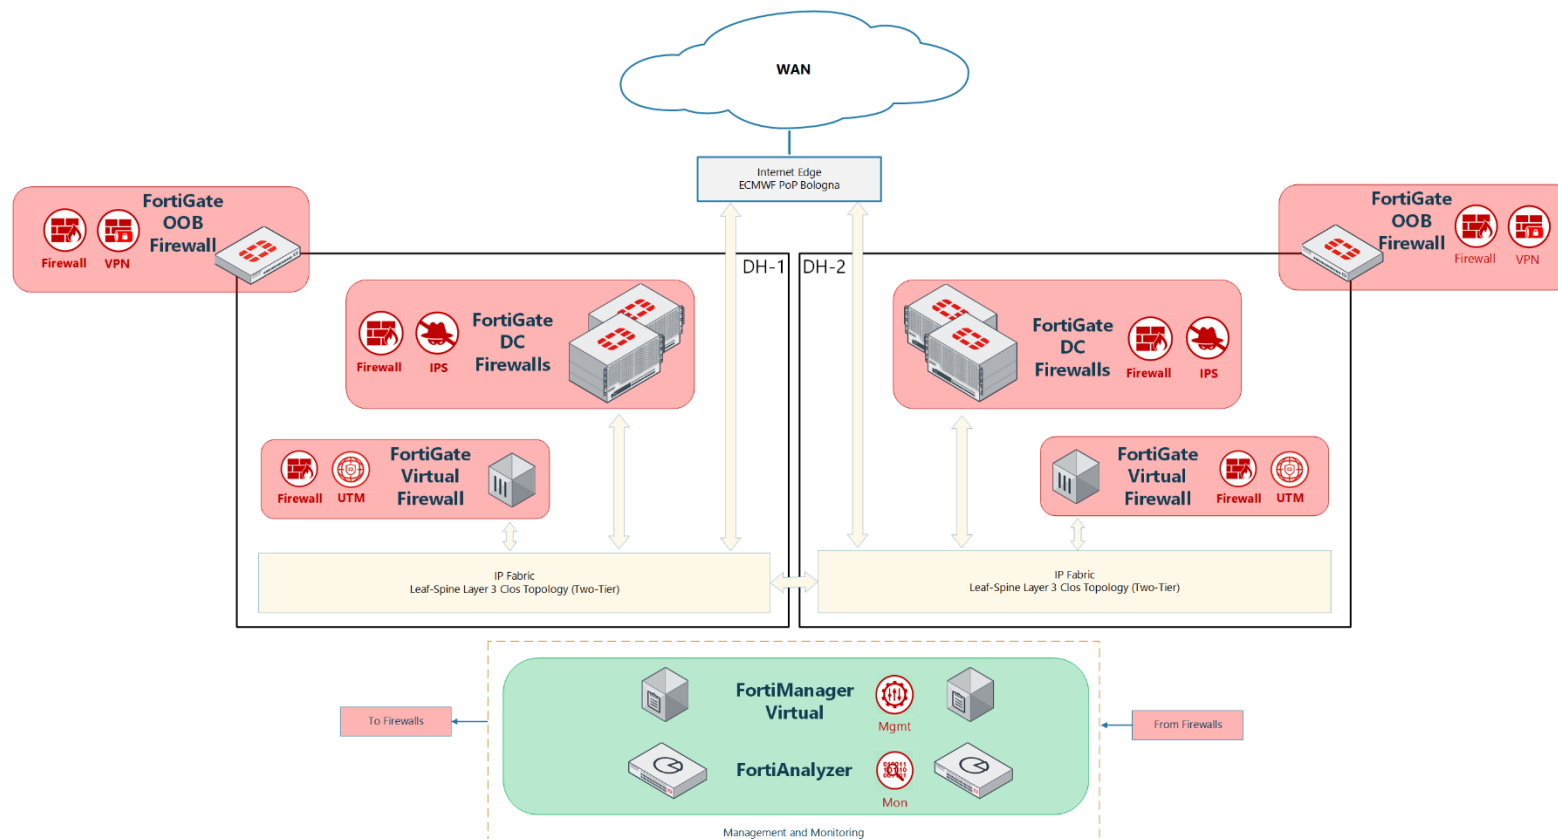 WAN
Internet Edge
ECMWF PoP Bologna
FortiGate
OOB
Firewall
Firewall
VPN
FortiGate
OOB
Firewall
Firewall
VPN
DH-1
DH-2
FortiGate
DC
Firewalls
Firewall
IPS
FortiGate
DC
Firewalls
Firewall
IPS
FortiGate
Virtual
Firewall
Firewall
UTM
FortiGate
Virtual
Firewall
Firewall
UTM
IP Fabric
Leaf-Spine Layer 3 Clos Topology (Two-Tier)
IP Fabric
Leaf-Spine Layer 3 Clos Topology (Two-Tier)
To Firewalls
FortiManager
Virtual
Mgmt
From Firewalls
FortiAnalyzer
Mon
Management and Monitoring